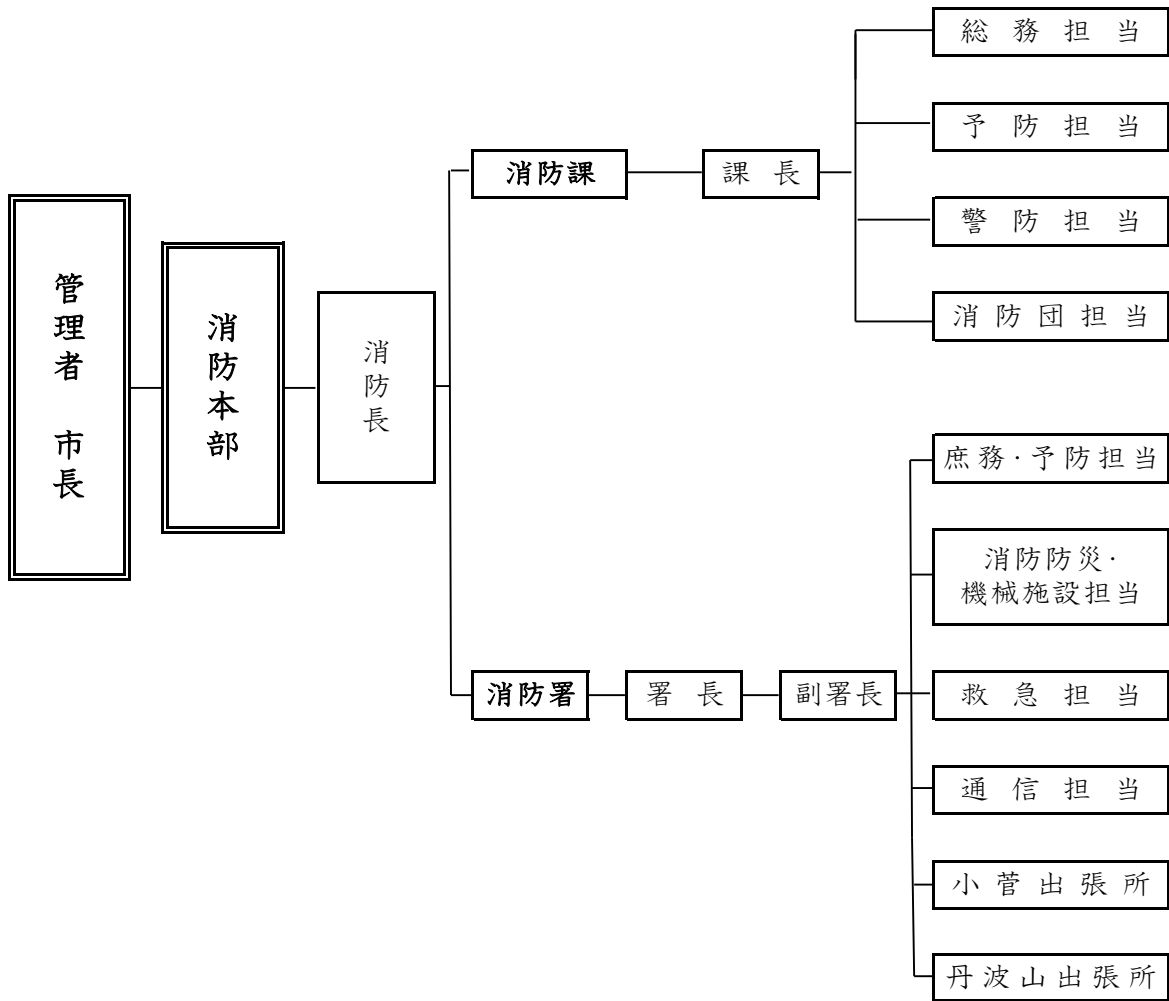 管理者 市長
消防本部
消防長
消防課
課長
総務担当
予防担当
警防担当
消防団担当
消防署
署長
副署長
庶務・予防担当
消防防災・
機械施設担当
救急担当
通信担当
小菅出張所
丹波山出張所